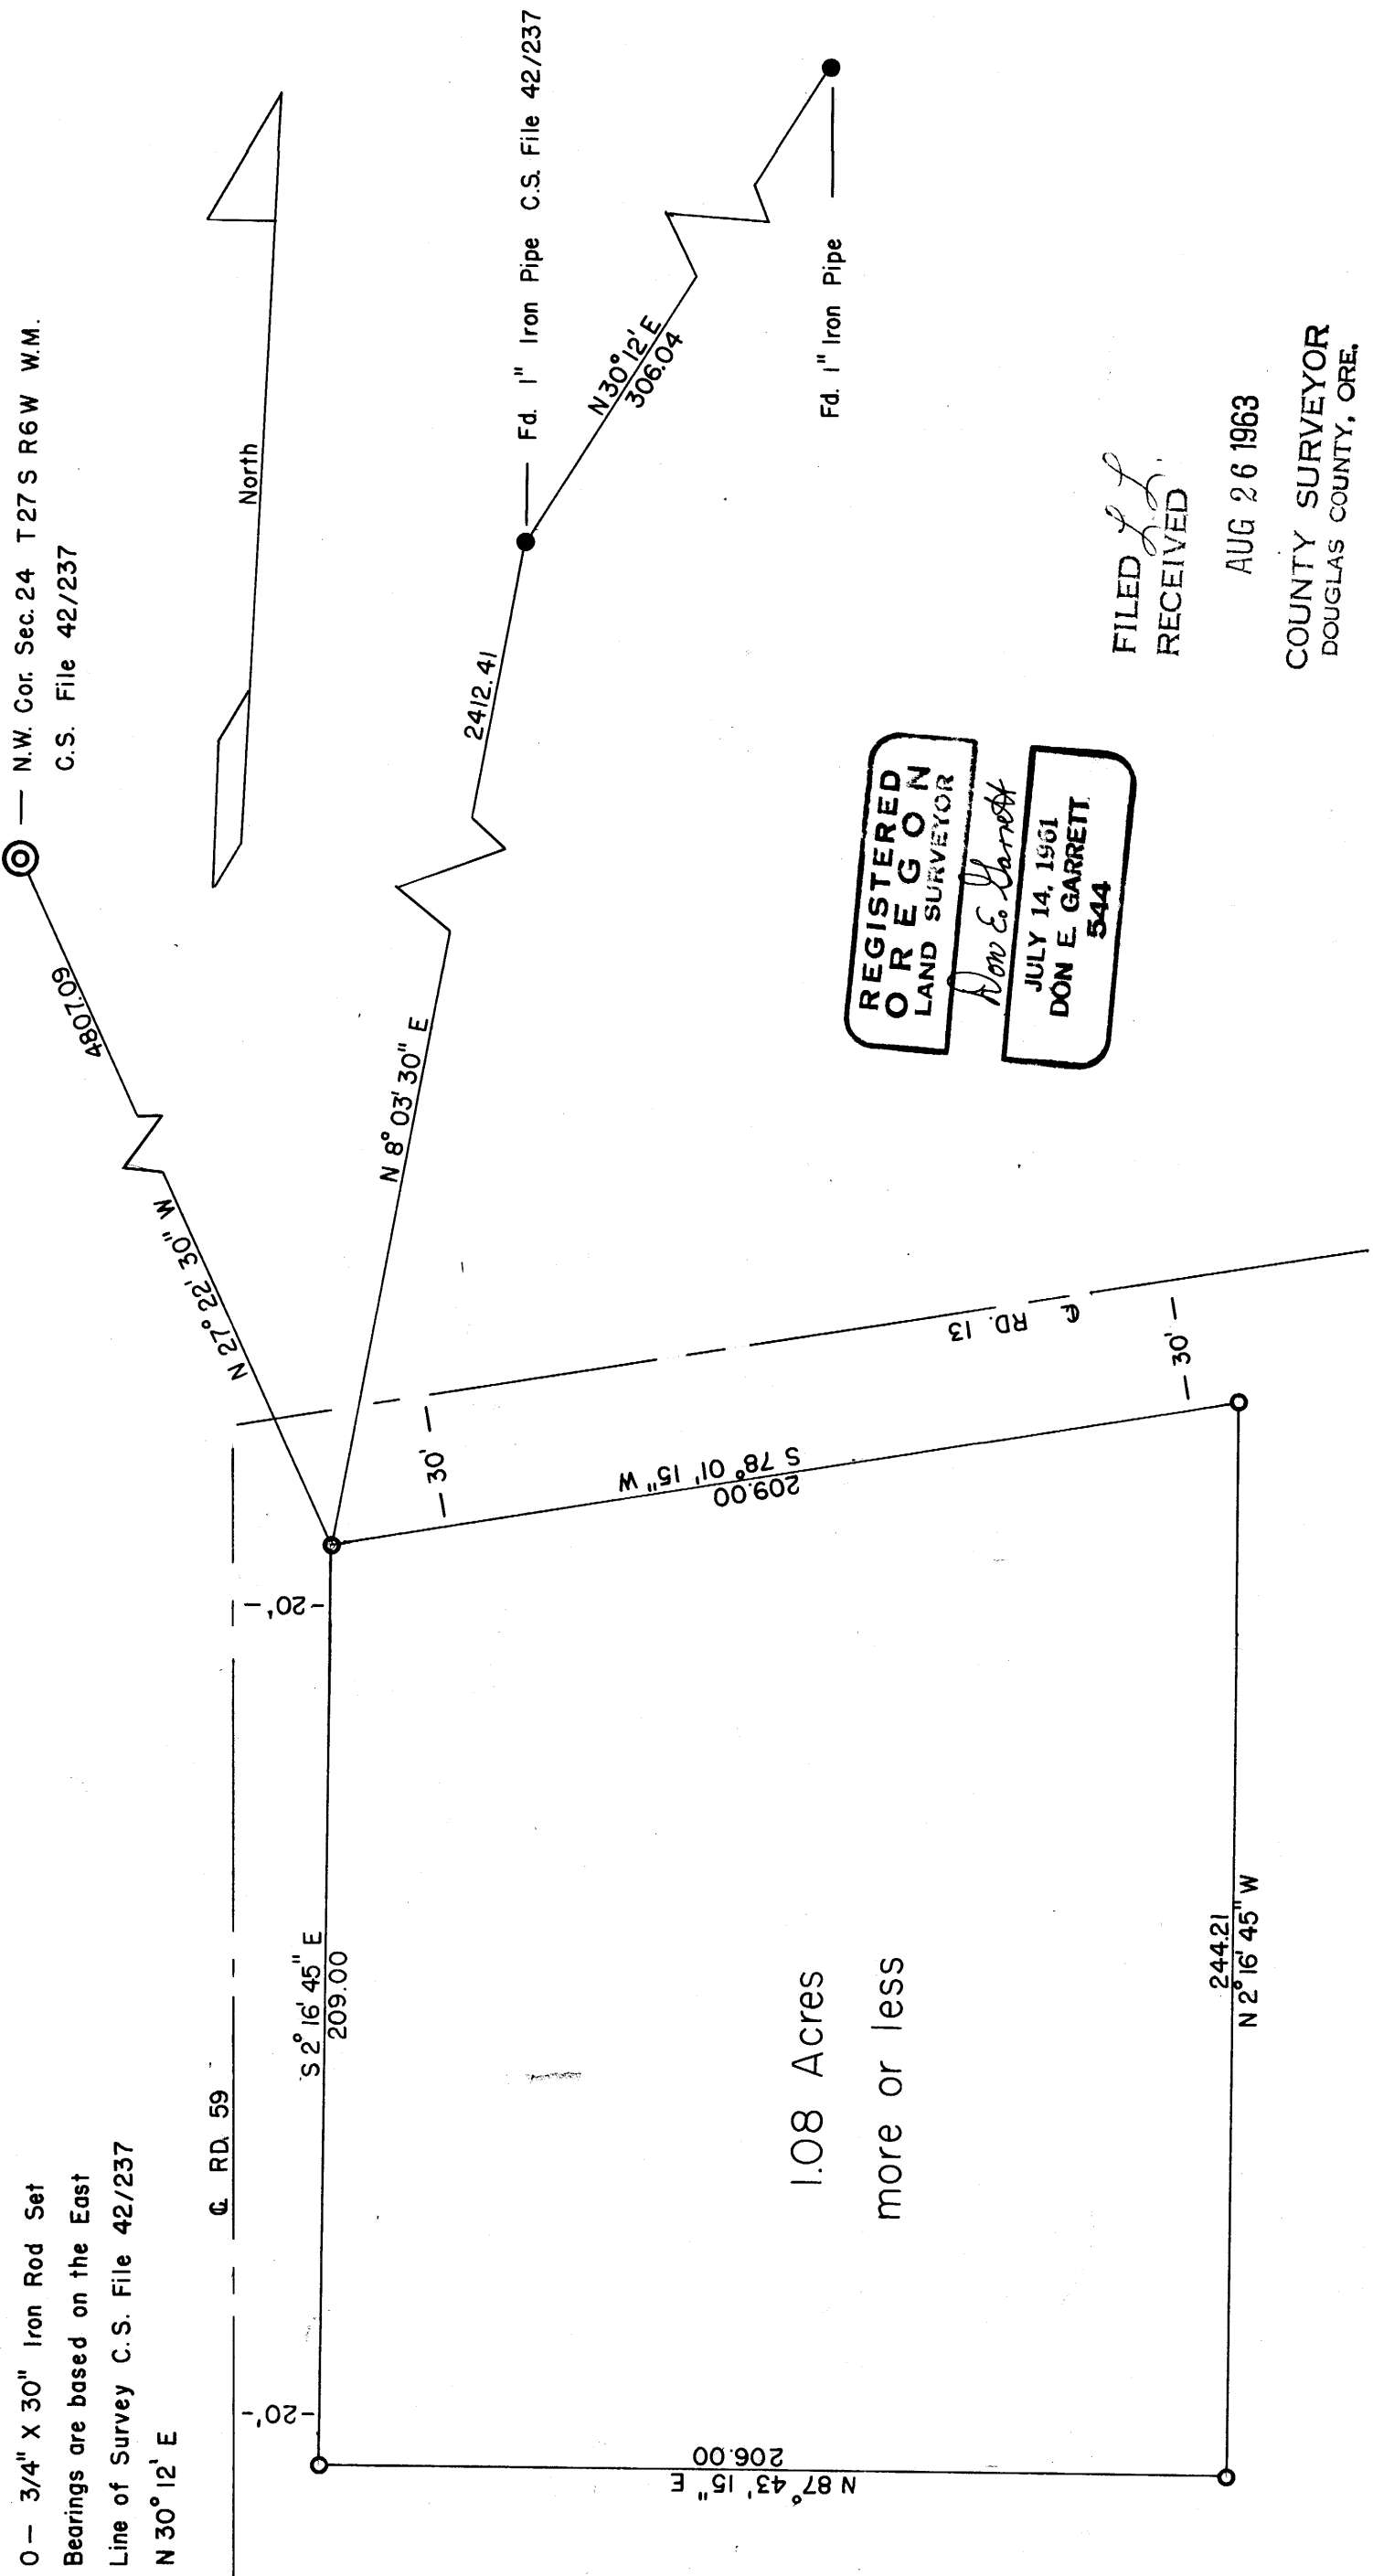 O — 3/4" X 30" Iron Rod Set
Bearings are based on the East
Line of Survey C.S. File 42/237
N 30° 12' E
N.W. Cor. Sec. 24 T27S R6W W.M.
C.S. File 42/237
North
4807.09
N 27° 22' 30" W
Fd. 1" Iron Pipe C.S. File 42/237
2412.41
N 8° 03' 30" E
N 30° 12' E
306.04
Fd. 1" Iron Pipe
℄ RD. 59
20'
20'
S 2° 16' 45" E
209.00
30'
30'
℄ RD. 13
S 78° 01' 15" W
209.00
1.08 Acres
more or less
206.00
N 87° 43' 15" E
244.21
N 2° 16' 45" W
REGISTERED
OREGON
LAND SURVEYOR
Don E. Garrett
JULY 14, 1961
DON E. GARRETT
544
FILED
RECEIVED
AUG 26 1963
COUNTY SURVEYOR
DOUGLAS COUNTY, ORE.